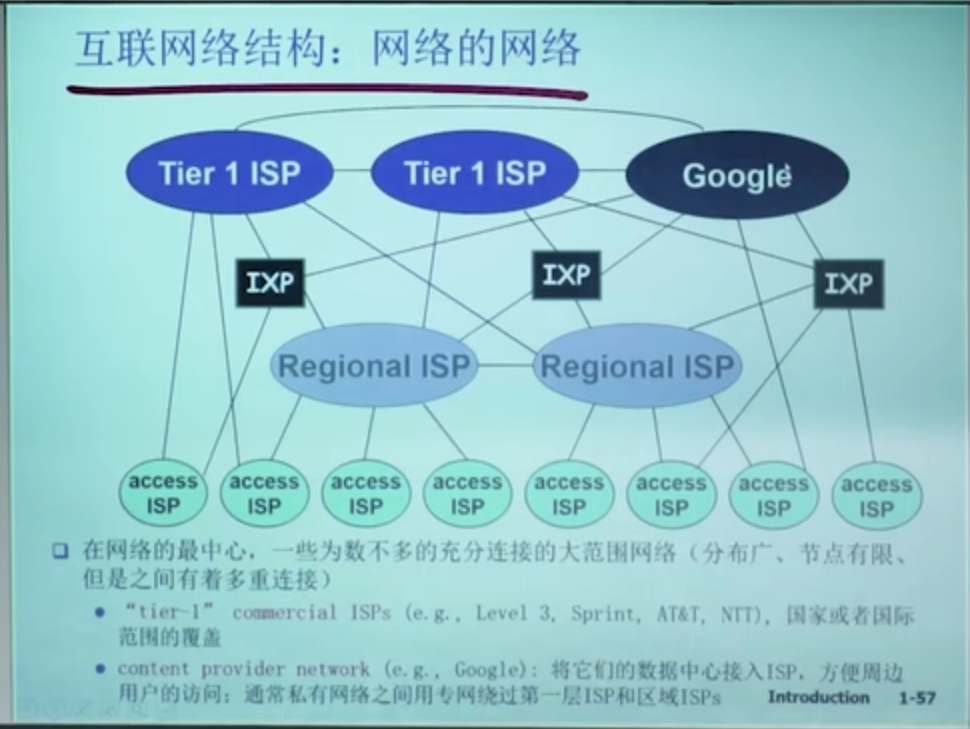 互联网络结构：网络的网络
Tier 1 ISP
Tier 1 ISP
Google
IXP
IXP
IXP
Regional ISP
Regional ISP
access
ISP
access
ISP
access
ISP
access
ISP
access
ISP
access
ISP
access
ISP
access
ISP
在网络的最中心，一些为数不多的充分连接的大范围网络（分布广、节点有限、
但是之间有着多重连接）
“tier-1” commercial ISPs (e.g., Level 3, Sprint, AT&T, NTT), 国家或者国际
范围的覆盖
content provider network (e.g., Google): 将它们的数据中心接入ISP，方便周边
用户的访问；通常私有网络之间用专网绕过第一层ISP和区域ISPs
Introduction 1-57